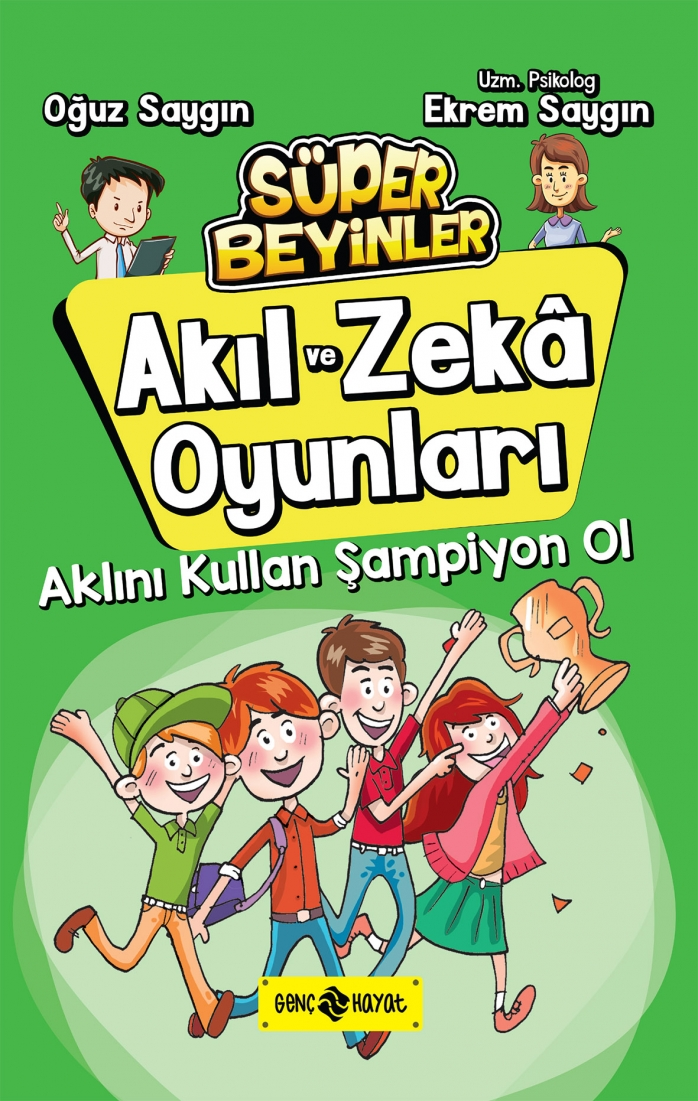 Oğuz Saygın
Uzm. Psikolog
Ekrem Saygın
SÜPER
BEYİNLER
Akıl ve Zekâ
Oyunları
Aklını Kullan Şampiyon Ol
GENÇ HAYAT